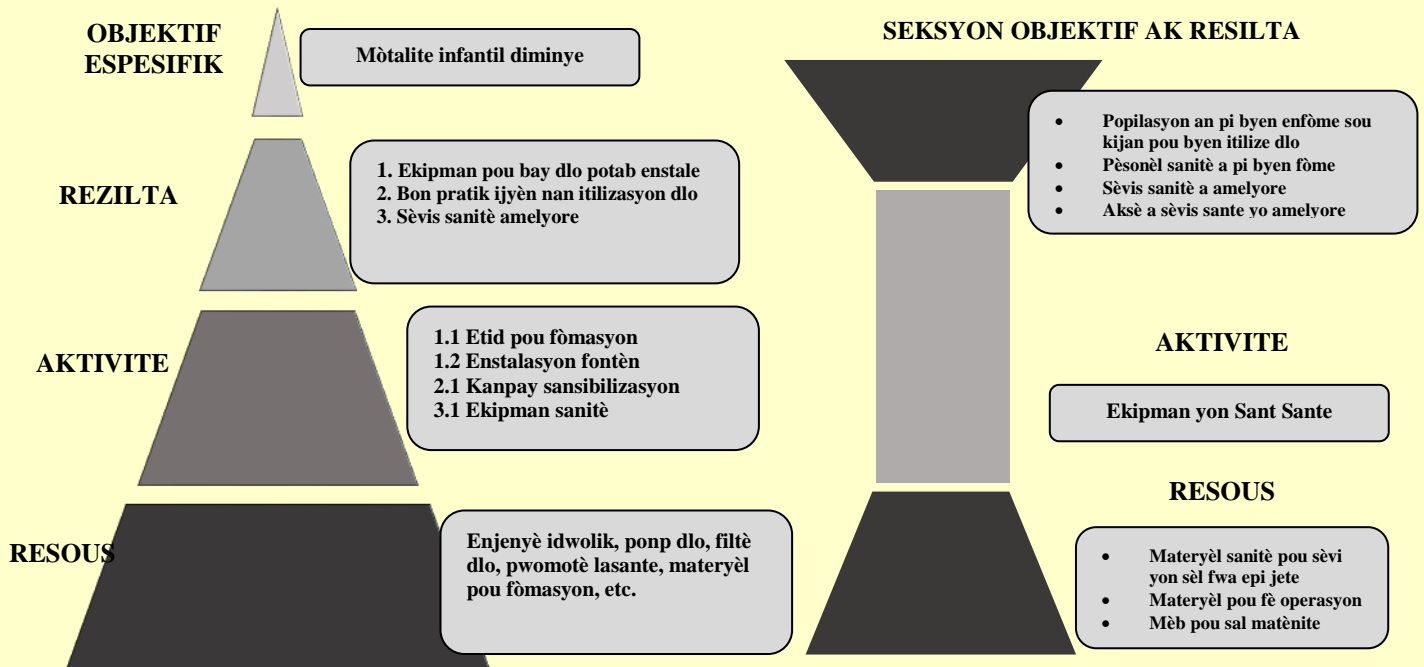 OBJEKTIF
ESPESIFIK
Mòtalite infantil diminye
REZILTA
1. Ekipman pou bay dlo potab enstale
2. Bon pratik ijyèn nan itilizasyon dlo
3. Sèvis sanitè amelyore
AKTIVITE
1.1 Etid pou fòmasyon
1.2 Enstalasyon fontèn
2.1 Kanpay sansibilizasyon
3.1 Ekipman sanitè
RESOUS
Enjenyè idwolik, ponp dlo, filtè
dlo, pwomotè lasante, materyèl
pou fòmasyon, etc.
SEKSYON OBJEKTIF AK RESILTA
• Popilasyon an pi byen enfòme sou
kijan pou byen itilize dlo
• Pèsonèl sanitè a pi byen fòme
• Sèvis sanitè a amelyore
• Aksè a sèvis sante yo amelyore
AKTIVITE
Ekipman yon Sant Sante
RESOUS
• Materyèl sanitè pou sèvi
yon sèl fwa epi jete
• Materyèl pou fè operasyon
• Mèb pou sal matènite